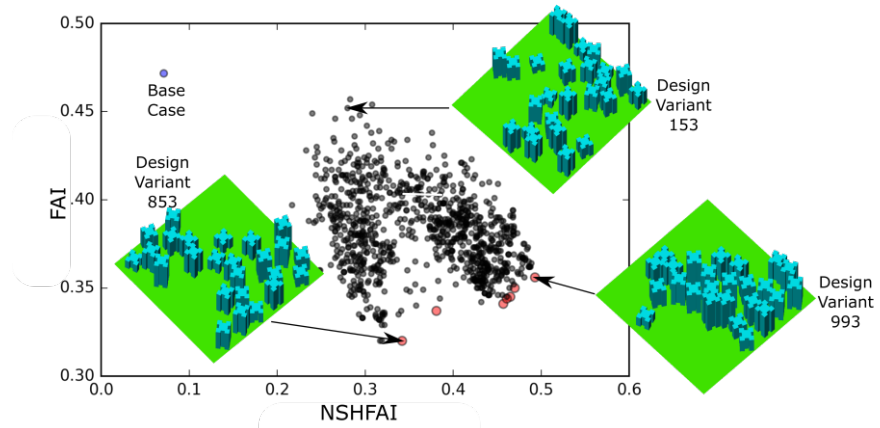 0.50
0.45
0.40
0.35
0.30
FAI
Base
Case
Design
Variant
853
Design
Variant
153
Design
Variant
993
0.0
0.1
0.2
0.3
0.4
0.5
0.6
NSHFAI